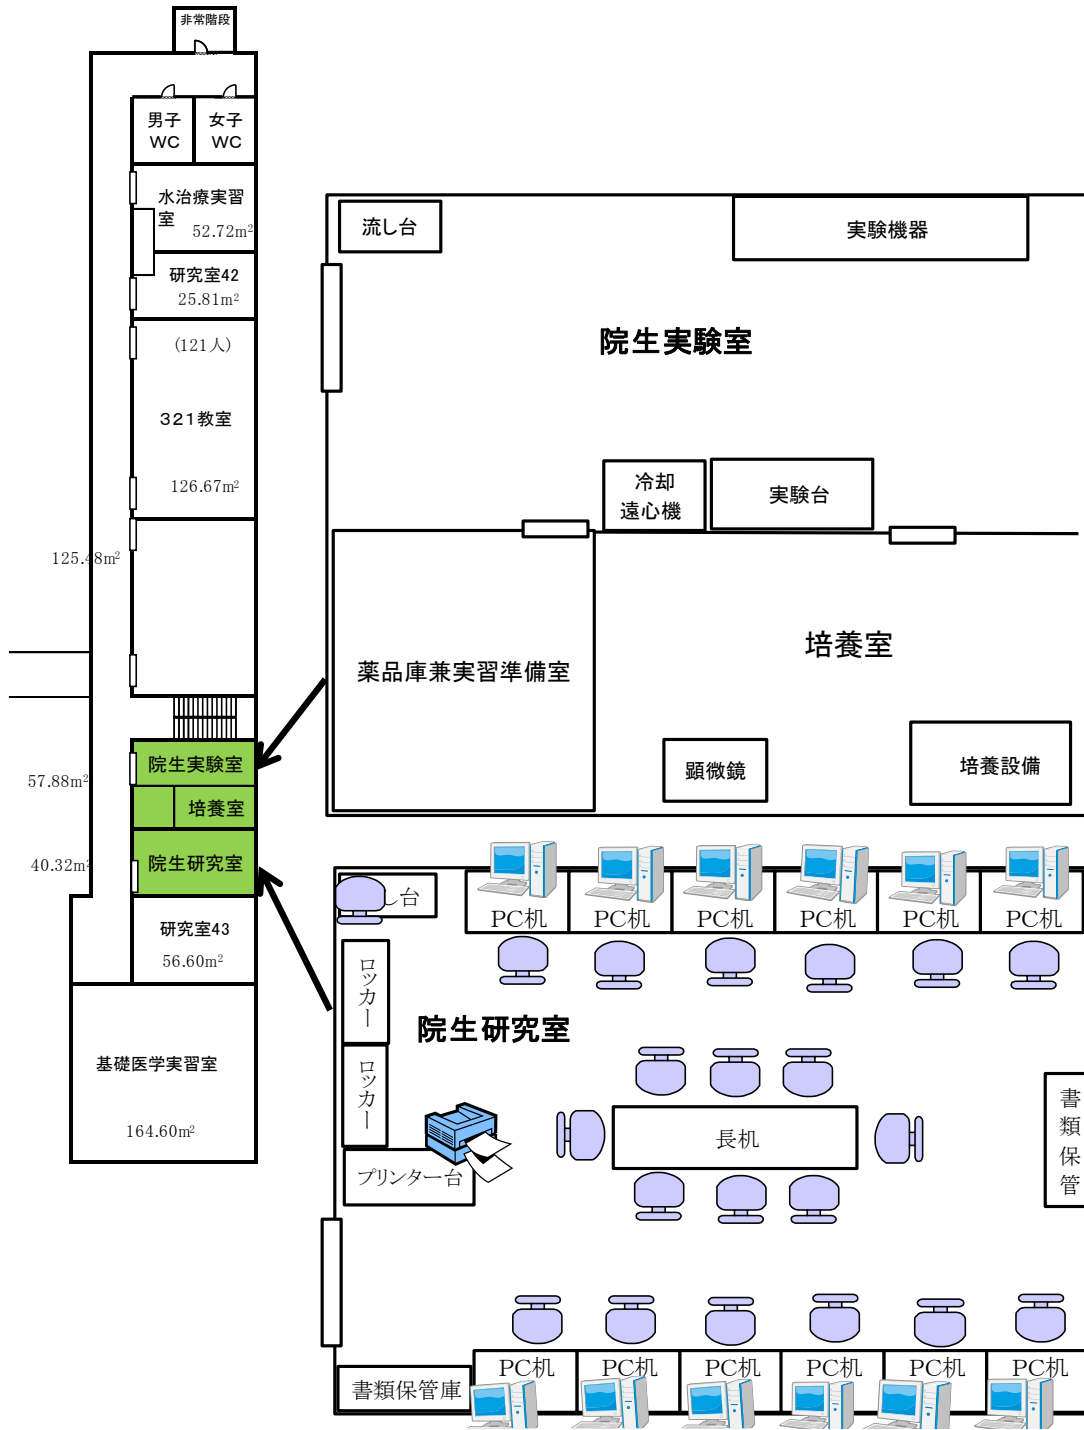 非常階段
男子
WC
女子
WC
水治療実習
室
52.72m²
研究室42
25.81m²
(121人)
321教室
126.67m²
125.48m²
57.88m²
院生実験室
培養室
40.32m²
院生研究室
研究室43
56.60m²
基礎医学実習室
164.60m²
流し台
実験機器
院生実験室
冷却
遠心機
実験台
薬品庫兼実習準備室
培養室
顕微鏡
培養設備
し台
PC机
PC机
PC机
PC机
PC机
PC机
ロッカー
院生研究室
ロッカー
長机
書類保管
プリンター台
書類保管庫
PC机
PC机
PC机
PC机
PC机
PC机